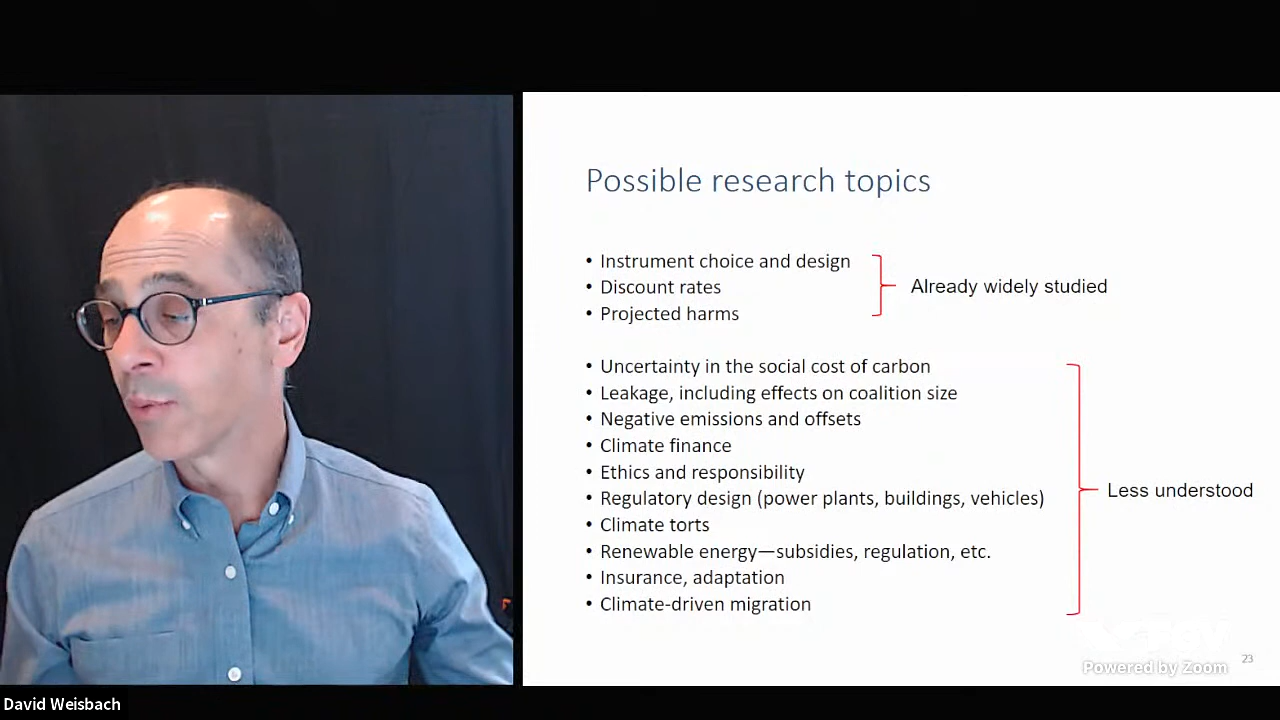 Possible research topics
• Instrument choice and design
• Discount rates
• Projected harms
Already widely studied
• Uncertainty in the social cost of carbon
• Leakage, including effects on coalition size
• Negative emissions and offsets
• Climate finance
• Ethics and responsibility
• Regulatory design (power plants, buildings, vehicles)
• Climate torts
• Renewable energy—subsidies, regulation, etc.
• Insurance, adaptation
• Climate-driven migration
Less understood
23
Powered by Zoom
David Weisbach